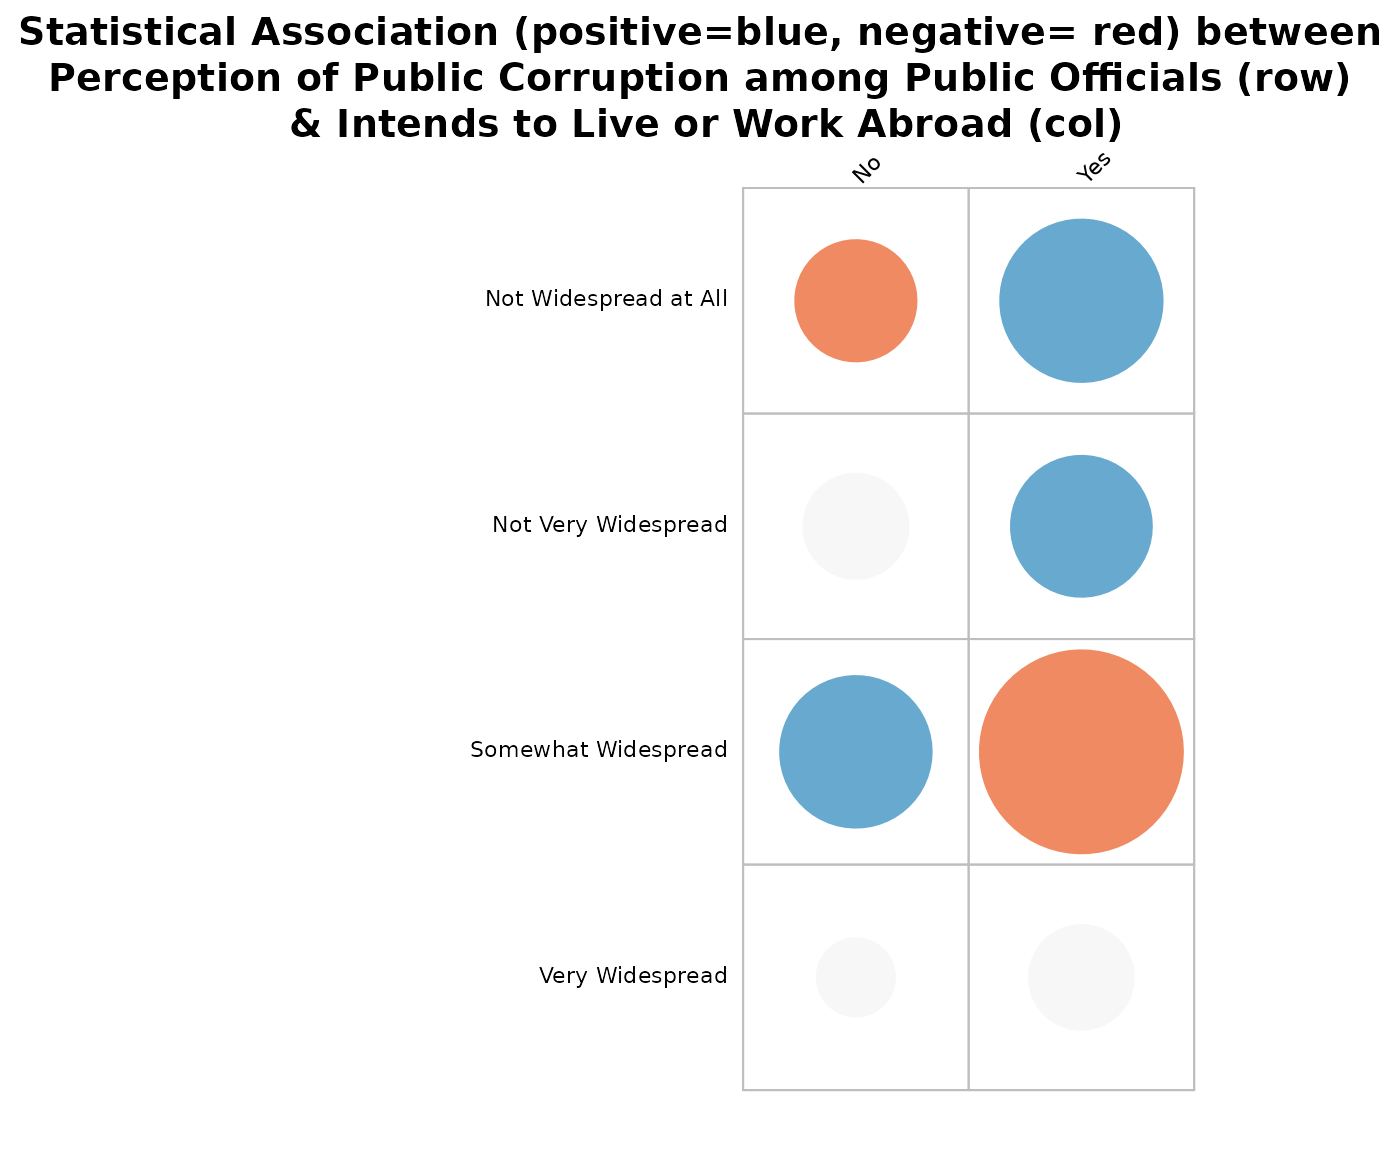 Statistical Association (positive=blue, negative= red) between
Perception of Public Corruption among Public Officials (row)
& Intends to Live or Work Abroad (col)
No
Yes
Not Widespread at All
Not Very Widespread
Somewhat Widespread
Very Widespread